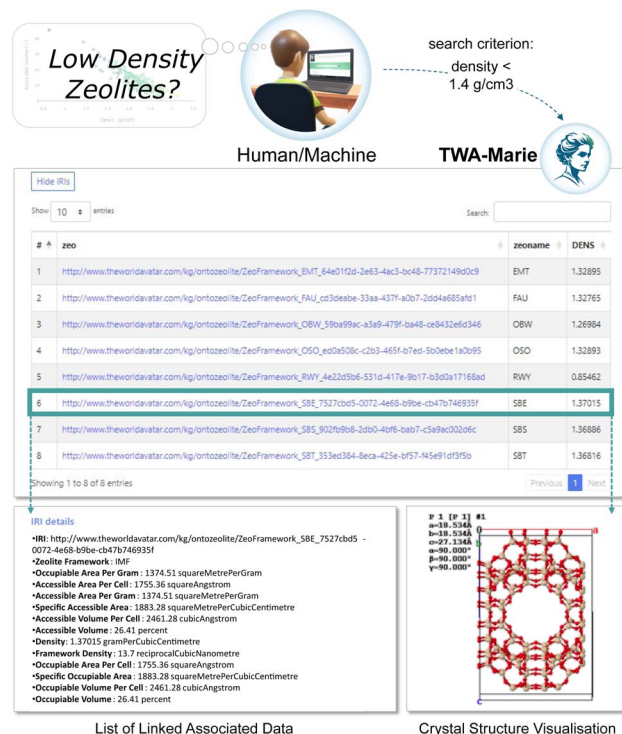 Low Density
Zeolites?
search criterion:
density <
1.4 g/cm3
Human/Machine
TWA-Marie
Hide IRIs
Show 10 entries
Search:
# zeo zeoname DENS
1 http://www.theworldavatar.com/kg/ontozeolite/ZeoFramework_EMT_64e01f2d-2e63-4ac3-bc48-77372149d0c9 EMT 1.32895
2 http://www.theworldavatar.com/kg/ontozeolite/ZeoFramework_FAU_cd3deabe-33aa-437f-a0b7-2dd4a685afd1 FAU 1.32765
3 http://www.theworldavatar.com/kg/ontozeolite/ZeoFramework_OBW_59ba99ac-a3a9-479f-ba48-ce8432e6d346 OBW 1.26984
4 http://www.theworldavatar.com/kg/ontozeolite/ZeoFramework_OSO_ed0a508c-c2b3-465f-b7ed-5b0ebe1a0b95 OSO 1.32893
5 http://www.theworldavatar.com/kg/ontozeolite/ZeoFramework_RWY_4e22d5b6-531d-417e-9b17-b3d0a17168ad RWY 0.85462
6 http://www.theworldavatar.com/kg/ontozeolite/ZeoFramework_SBE_7527cbd5-0072-4e68-b9be-cb47b746935f SBE 1.37015
7 http://www.theworldavatar.com/kg/ontozeolite/ZeoFramework_SBS_902fb9b8-2db0-4bf6-bab7-c5a9ac002d6c SBS 1.36886
8 http://www.theworldavatar.com/kg/ontozeolite/ZeoFramework_SBT_353ed384-8eca-425e-bf57-f45e91df3f5b SBT 1.36816
Showing 1 to 8 of 8 entries
Previous 1 Next
IRI details
•IRI: http://www.theworldavatar.com/kg/ontozeolite/ZeoFramework_SBE_7527cbd5 -
0072-4e68-b9be-cb47b746935f
•Zeolite Framework : IMF
•Occupiable Area Per Gram : 1374.51 squareMetrePerGram
•Accessible Area Per Cell : 1755.36 squareAngstrom
•Accessible Area Per Gram : 1374.51 squareMetrePerGram
•Specific Accessible Area : 1883.28 squareMetrePerCubicCentimetre
•Accessible Volume Per Cell : 2461.28 cubicAngstrom
•Accessible Volume : 26.41 percent
•Density: 1.37015 gramPerCubicCentimetre
•Framework Density : 13.7 reciprocalCubicNanometre
•Occupiable Area Per Cell : 1755.36 squareAngstrom
•Specific Occupiable Area : 1883.28 squareMetrePerCubicCentimetre
•Occupiable Volume Per Cell : 2461.28 cubicAngstrom
•Occupiable Volume : 26.41 percent
P 1 [P 1] #1
a=18.534Å
b=18.534Å
c=27.134Å
α=90.000°
β=90.000°
γ=90.000°
0
a
b
c
List of Linked Associated Data
Crystal Structure Visualisation